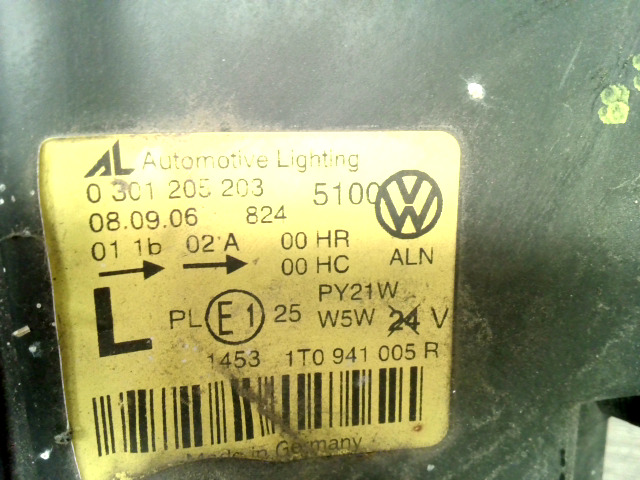 AL Automotive Lighting
0 301 205 203 5100
08.09.06 824
01 1b 02 A 00 HR
00 HC ALN
L PL E1 25 PY21W
W5W 24 V
1453 1T0 941 005 R
Made in Germany